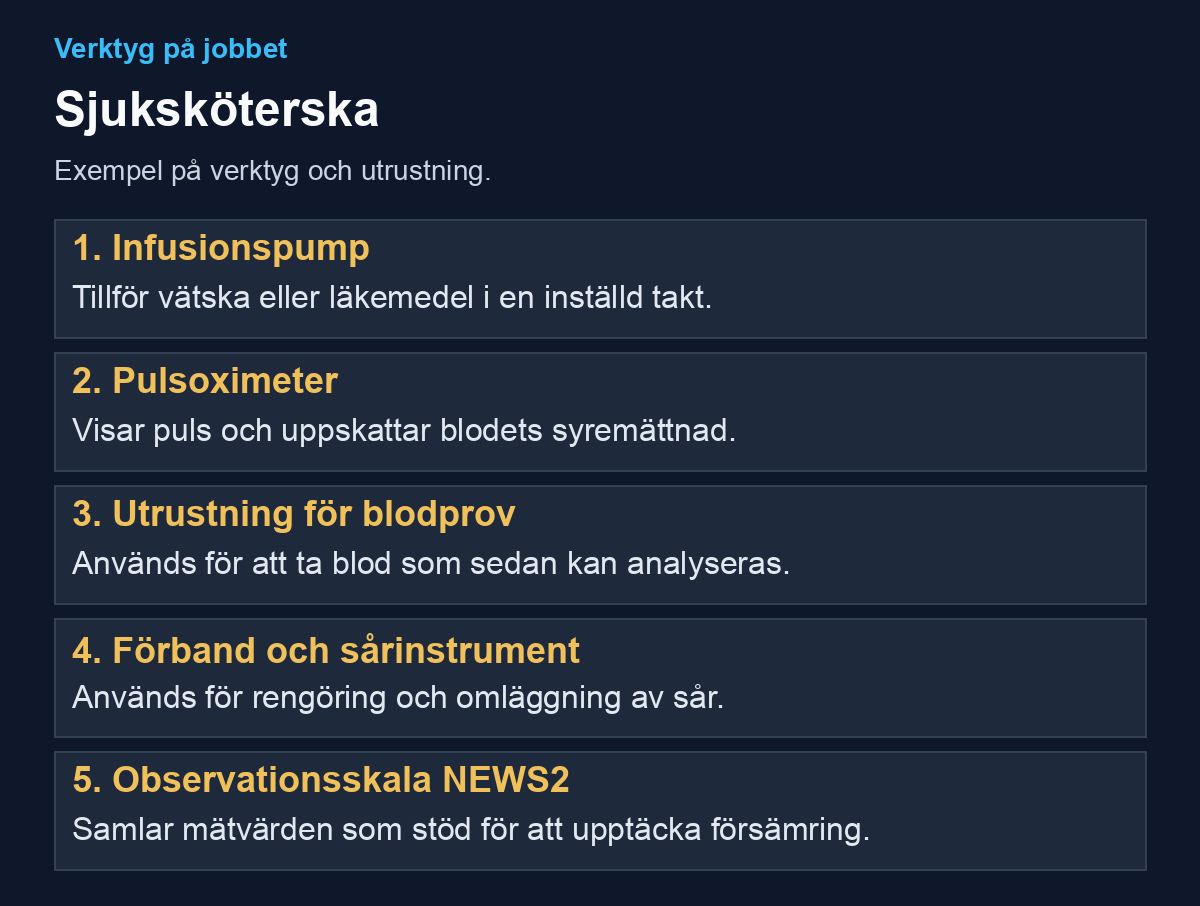 Verktyg på jobbet
Sjuksköterska
Exempel på verktyg och utrustning.
1. Infusionspump
Tillför vätska eller läkemedel i en inställd takt.
2. Pulsoximeter
Visar puls och uppskattar blodets syremättnad.
3. Utrustning för blodprov
Används för att ta blod som sedan kan analyseras.
4. Förband och sårinstrument
Används för rengöring och omläggning av sår.
5. Observationsskala NEWS2
Samlar mätvärden som stöd för att upptäcka försämring.